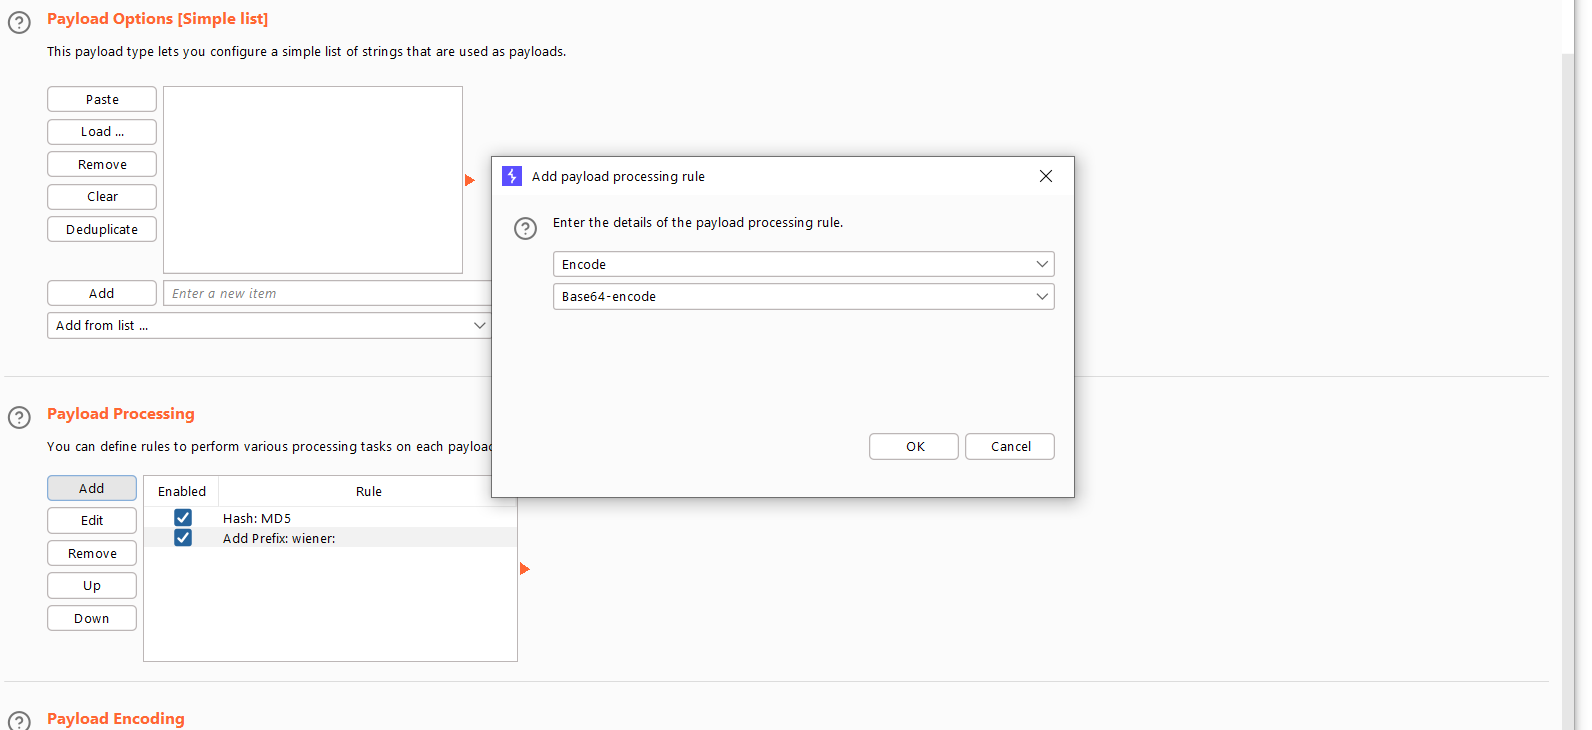 Payload Options [Simple list]
This payload type lets you configure a simple list of strings that are used as payloads.
Paste
Load ...
Remove
Clear
Deduplicate
Add
Enter a new item
Add from list ...
Add payload processing rule
Enter the details of the payload processing rule.
Encode
Base64-encode
OK
Cancel
Payload Processing
You can define rules to perform various processing tasks on each
Add
Edit
Remove
Up
Down
Enabled
Rule
Hash: MD5
Add Prefix: wiener:
Payload Encoding